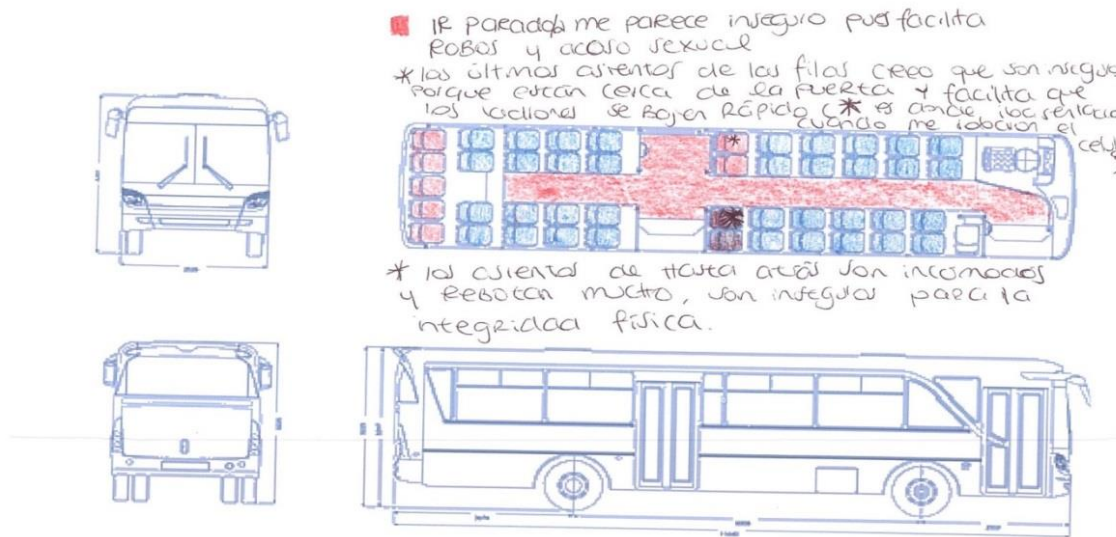 IR parado/a me parece inseguro pues facilita
ROBOS y acoso sexual
* los últimos asientos de las filas creo que son inseguros
porque están cerca de la puerta y facilita que
los ladrones se bajen rápido (* es donde iba sentada
cuando me robaron el
* los asientos de Hasta atrás son incomodos
y REBOTAN mucho, son inseguros para la
integridad física.